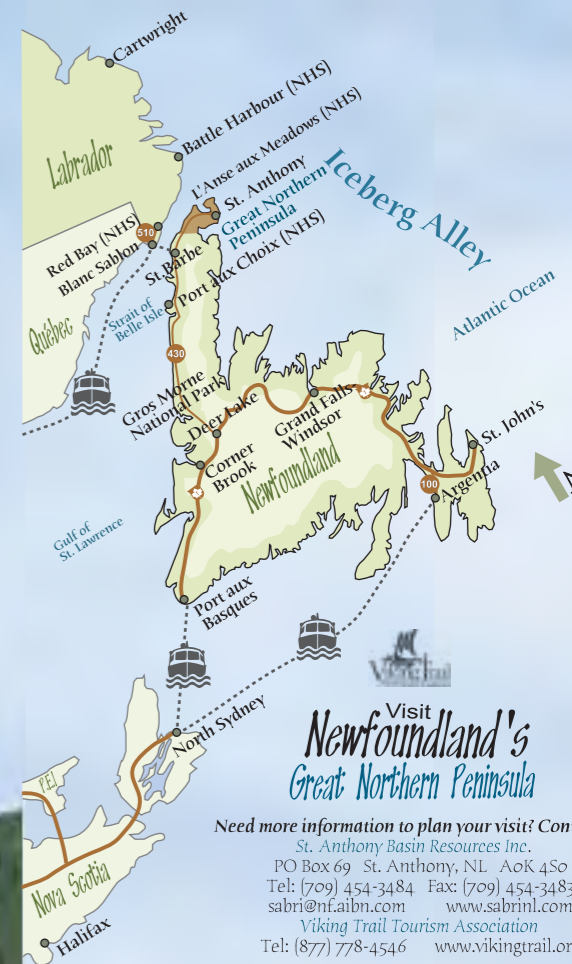 Cartwright
Battle Harbour (NHS)
L'Anse aux Meadows (NHS)
Labrador
St. Anthony
Great Northern
Peninsula
Iceberg Alley
Red Bay (NHS)
510
Blanc Sablon
St. Barbe
Port aux Choix (NHS)
Strait of
Belle Isle
Atlantic Ocean
Québec
430
Gros Morne
National Park
Deer Lake
Grand Falls
Windsor
1
St. John's
Corner
Brook
Newfoundland
100
Argentia
1
Gulf of
St. Lawrence
Port aux
Basques
Viking Trail
North Sydney
P.E.I
Nova Scotia
Halifax
Visit
Newfoundland's
Great Northern Peninsula
Need more information to plan your visit? Con
St. Anthony Basin Resources Inc.
PO Box 69 St. Anthony, NL A0K 4S0
Tel: (709) 454-3484 Fax: (709) 454-3483
sabri@nf.aibn.com www.sabrinl.com
Viking Trail Tourism Association
Tel: (877) 778-4546 www.vikingtrail.or